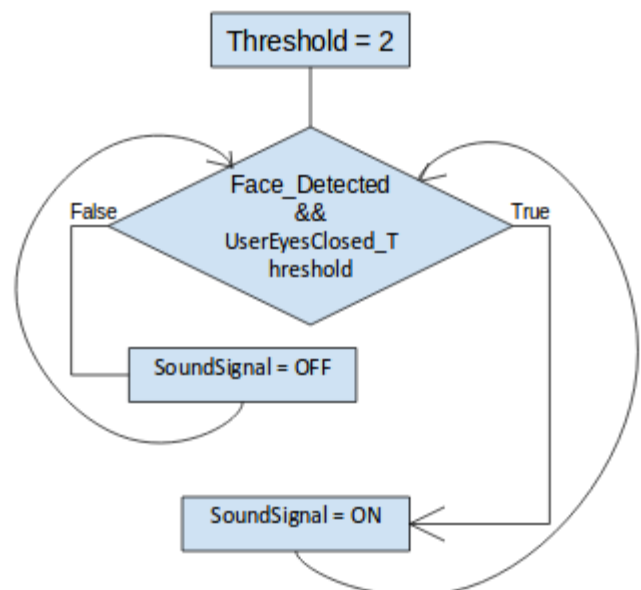 Threshold = 2
Face_Detected
&&
UserEyesClosed_T
hreshold
False
True
SoundSignal = OFF
SoundSignal = ON